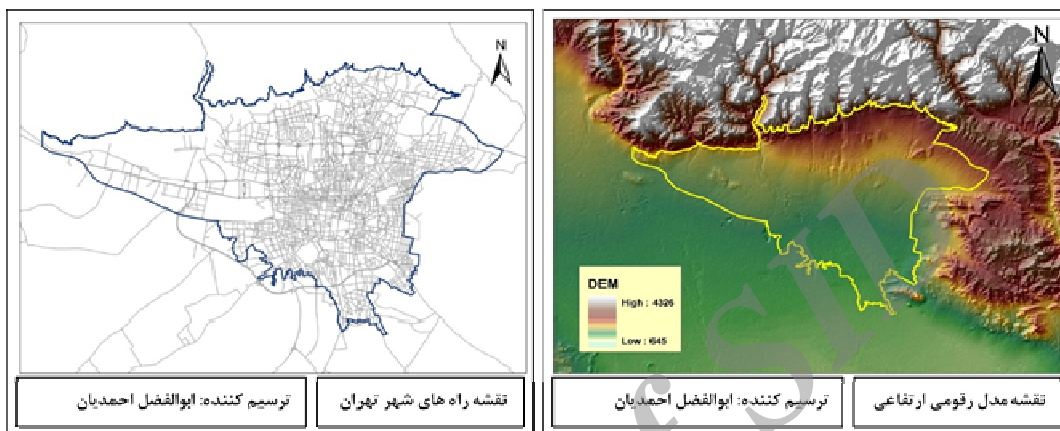 N
نقشه راه های شهر تهران
ترسیم کننده: ابوالفضل احمدیان
N
DEM
High : 4326
Low : 645
نقشه مدل رقومی ارتفاعی
ترسیم کننده: ابوالفضل احمدیان
f SID